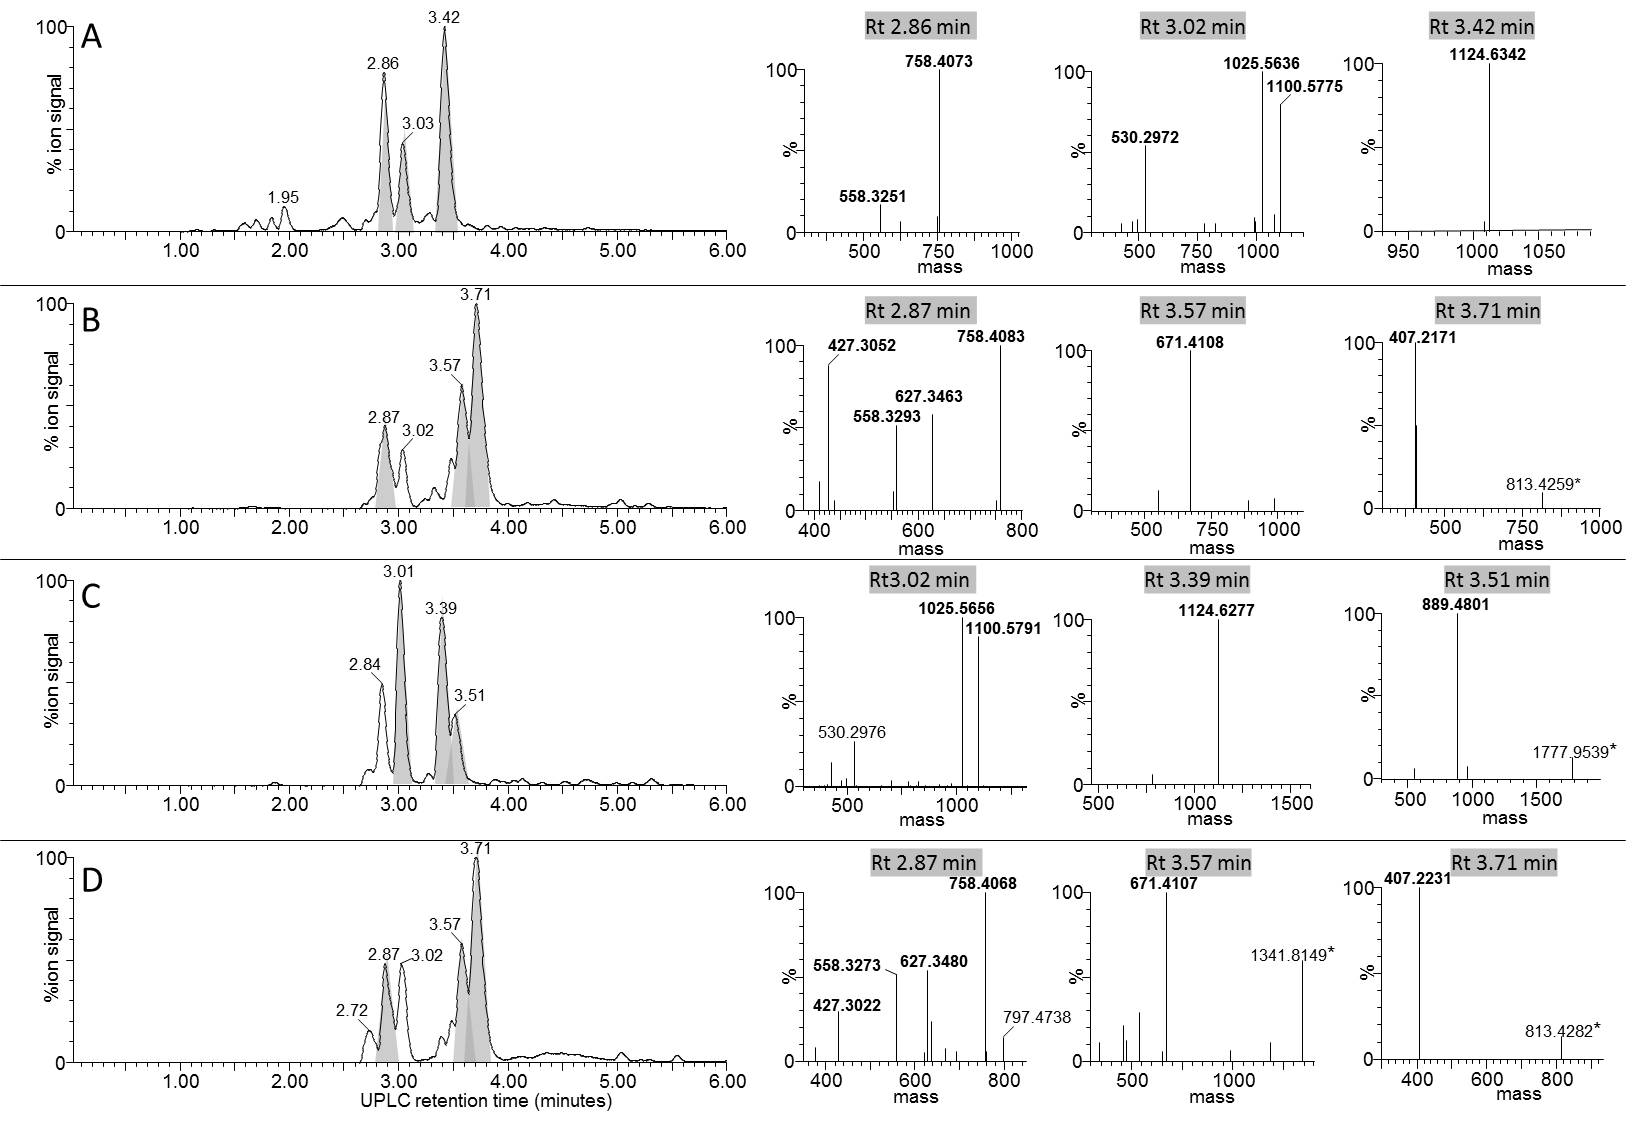 A
100
% ion signal
0
1.95
2.86
3.03
3.42
1.00 2.00 3.00 4.00 5.00 6.00
Rt 2.86 min
100
%
0
558.3251
758.4073
500 750 1000
mass
Rt 3.02 min
100
%
0
530.2972
1025.5636
1100.5775
500 750 1000
mass
Rt 3.42 min
100
%
0
1124.6342
950 1000 1050
mass
B
100
% ion signal
0
2.87
3.02
3.57
3.71
1.00 2.00 3.00 4.00 5.00 6.00
Rt 2.87 min
100
%
0
427.3052
558.3293
627.3463
758.4083
400 600 800
mass
Rt 3.57 min
100
%
0
671.4108
500 750 1000
mass
Rt 3.71 min
100
%
0
407.2171
813.4259*
500 750 1000
mass
C
100
%ion signal
0
2.84
3.01
3.39
3.51
1.00 2.00 3.00 4.00 5.00 6.00
Rt3.02 min
100
%
0
530.2976
1025.5656
1100.5791
500 1000
mass
Rt 3.39 min
100
%
0
1124.6277
500 1000 1500
mass
Rt 3.51 min
100
%
0
889.4801
1777.9539*
500 1000 1500
mass
D
100
%ion signal
0
2.72
2.87
3.02
3.57
3.71
1.00 2.00 3.00 4.00 5.00 6.00
UPLC retention time (minutes)
Rt 2.87 min
100
%
0
427.3022
558.3273
627.3480
758.4068
797.4738
400 600 800
mass
Rt 3.57 min
100
%
0
671.4107
1341.8149*
500 1000
mass
Rt 3.71 min
100
%
0
407.2231
813.4282*
400 600 800
mass